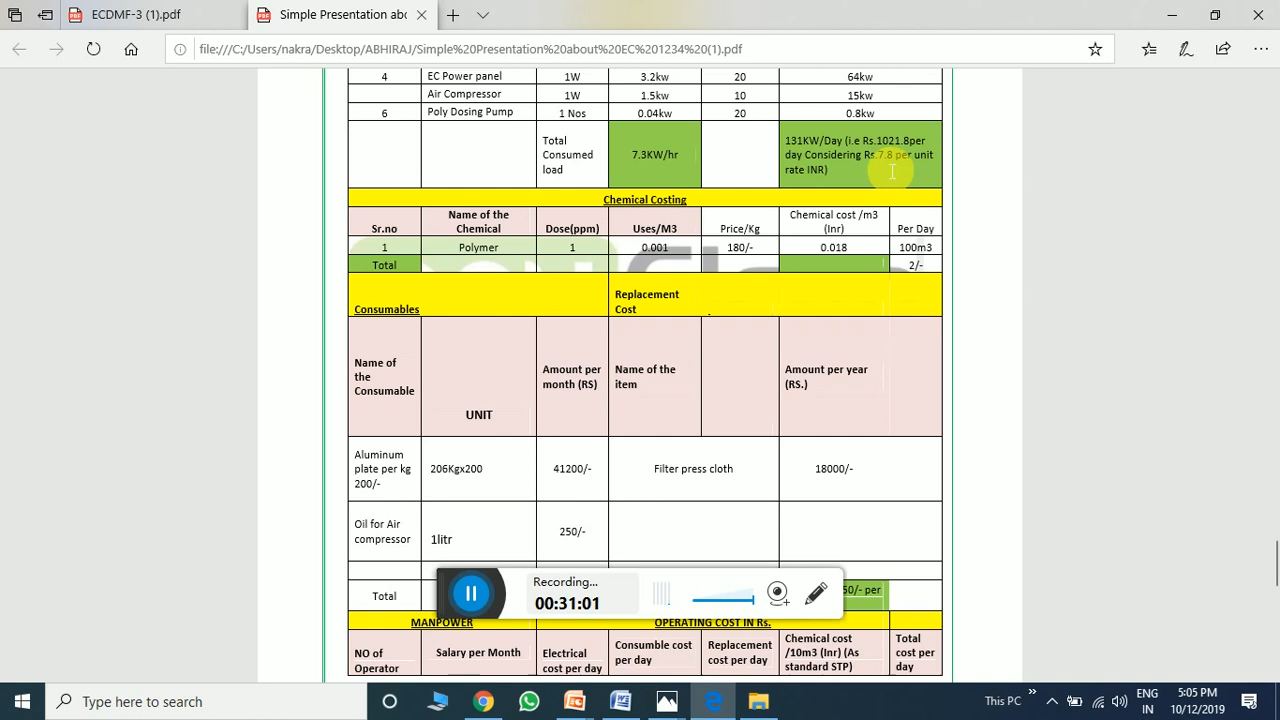 ECDMF-3 (1).pdf
Simple Presentation abo
file:///C:/Users/nakra/Desktop/ABHIRAJ/Simple%20Presentation%20about%20EC%201234%20(1).pdf
4 EC Power panel 1W 3.2kw 20 64kw
Air Compressor 1W 1.5kw 10 15kw
6 Poly Dosing Pump 1 Nos 0.04kw 20 0.8kw
Total
Consumed
load
7.3KW/hr
131KW/Day (i.e Rs.1021.8per
day Considering Rs.7.8 per unit
rate INR)
Chemical Costing
Sr.no
Name of the
Chemical
Dose(ppm)
Uses/M3
Price/Kg
Chemical cost /m3
(Inr)
Per Day
1 Polymer 1 0.001 180/- 0.018 100m3
Total 2/-
Consumables
Replacement
Cost
Name of
the
Consumable
UNIT
Amount per
month (RS)
Name of the
item
Amount per year
(RS.)
Aluminum
plate per kg
200/-
206Kgx200
41200/-
Filter press cloth
18000/-
Oil for Air
compressor
1litr
250/-
Total
50/- per
Recording...
00:31:01
MANPOWER OPERATING COST IN Rs.
NO of
Operator
Salary per Month
Electrical
cost per day
Consumble cost
per day
Replacement
cost per day
Chemical cost
/10m3 (Inr) (As
standard STP)
Total
cost per
day
Type here to search
This PC
ENG
IN
5:05 PM
10/12/2019